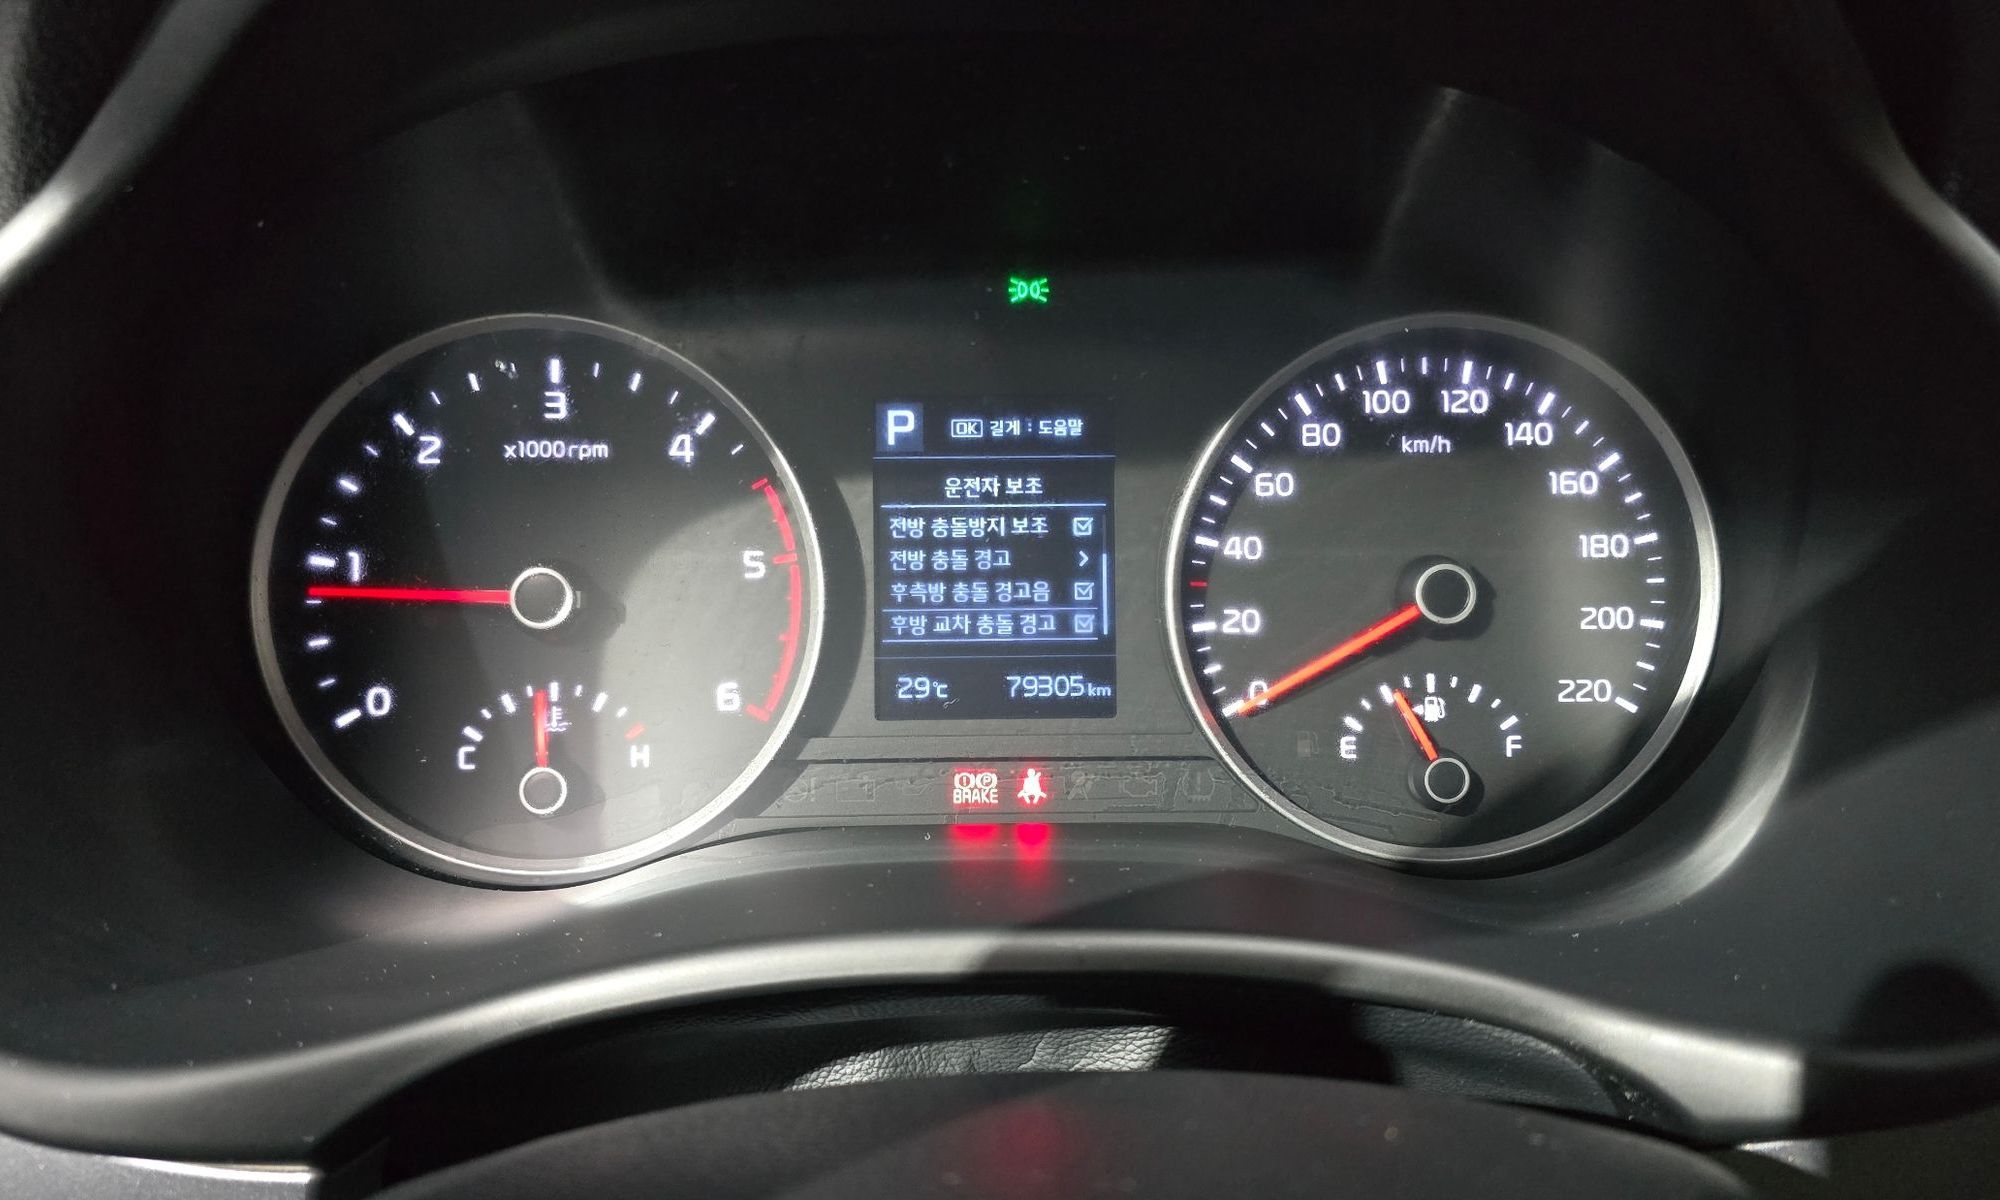 0
1
2
3
4
5
6
x1000rpm
C
H
P
OK 길게 : 도움말
운전자 보조
전방 충돌방지 보조
전방 충돌 경고
후측방 충돌 경고음
후방 교차 충돌 경고
29℃ 79305km
BRAKE
0
20
40
60
80
100
120
140
160
180
200
220
km/h
E
F